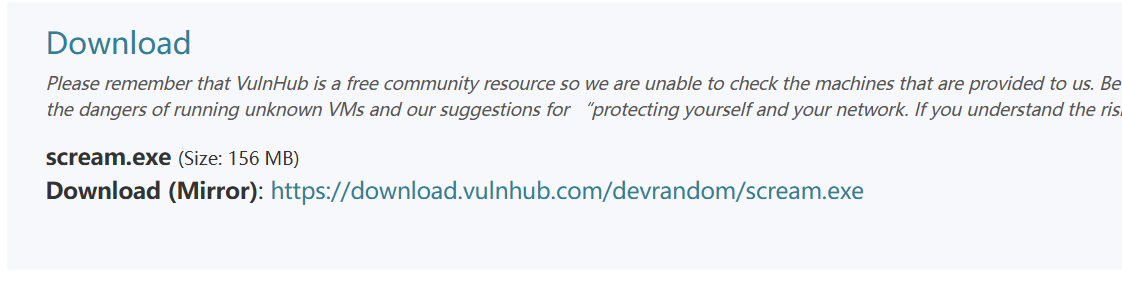 Download
Please remember that VulnHub is a free community resource so we are unable to check the machines that are provided to us. Be
the dangers of running unknown VMs and our suggestions for “protecting yourself and your network. If you understand the ris
scream.exe (Size: 156 MB)
Download (Mirror): https://download.vulnhub.com/devrandom/scream.exe